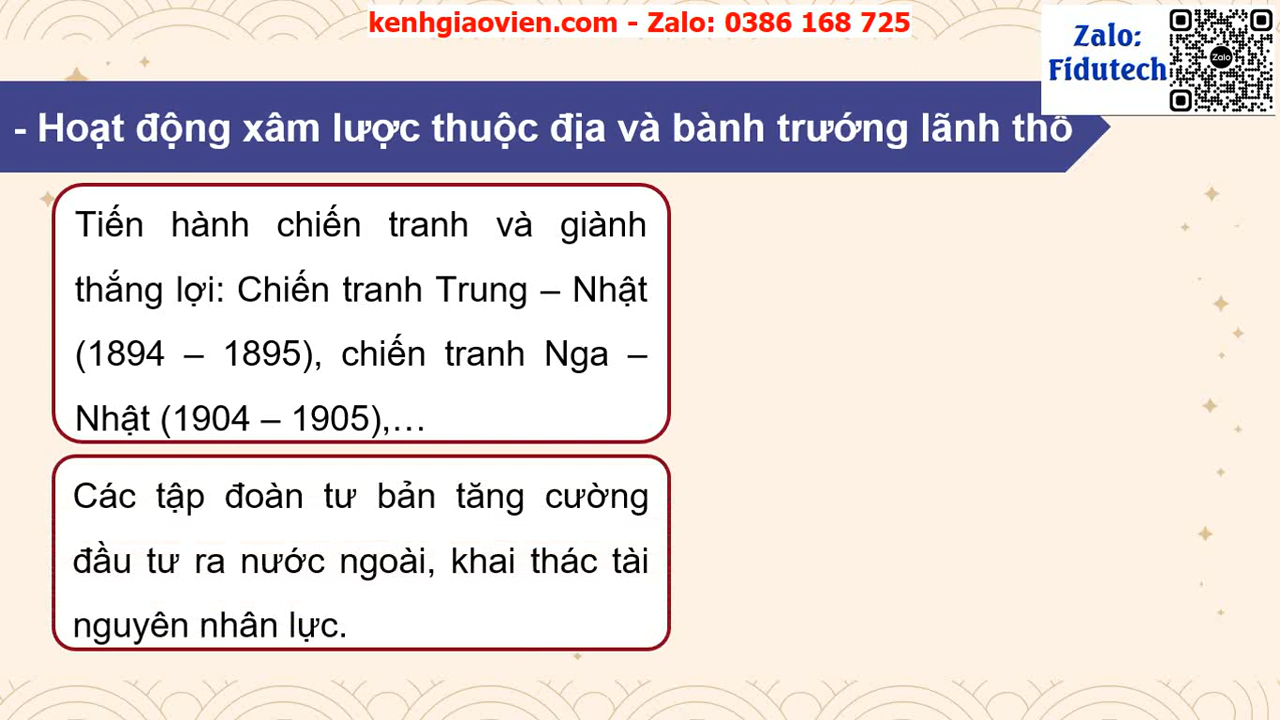 kenhgiaovien.com - Zalo: 0386 168 725
Zalo:
Fidutech
Zalo
- Hoạt động xâm lược thuộc địa và bành trướng lãnh thổ
Tiến hành chiến tranh và giành
thắng lợi: Chiến tranh Trung – Nhật
(1894 – 1895), chiến tranh Nga –
Nhật (1904 – 1905),…
Các tập đoàn tư bản tăng cường
đầu tư ra nước ngoài, khai thác tài
nguyên nhân lực.